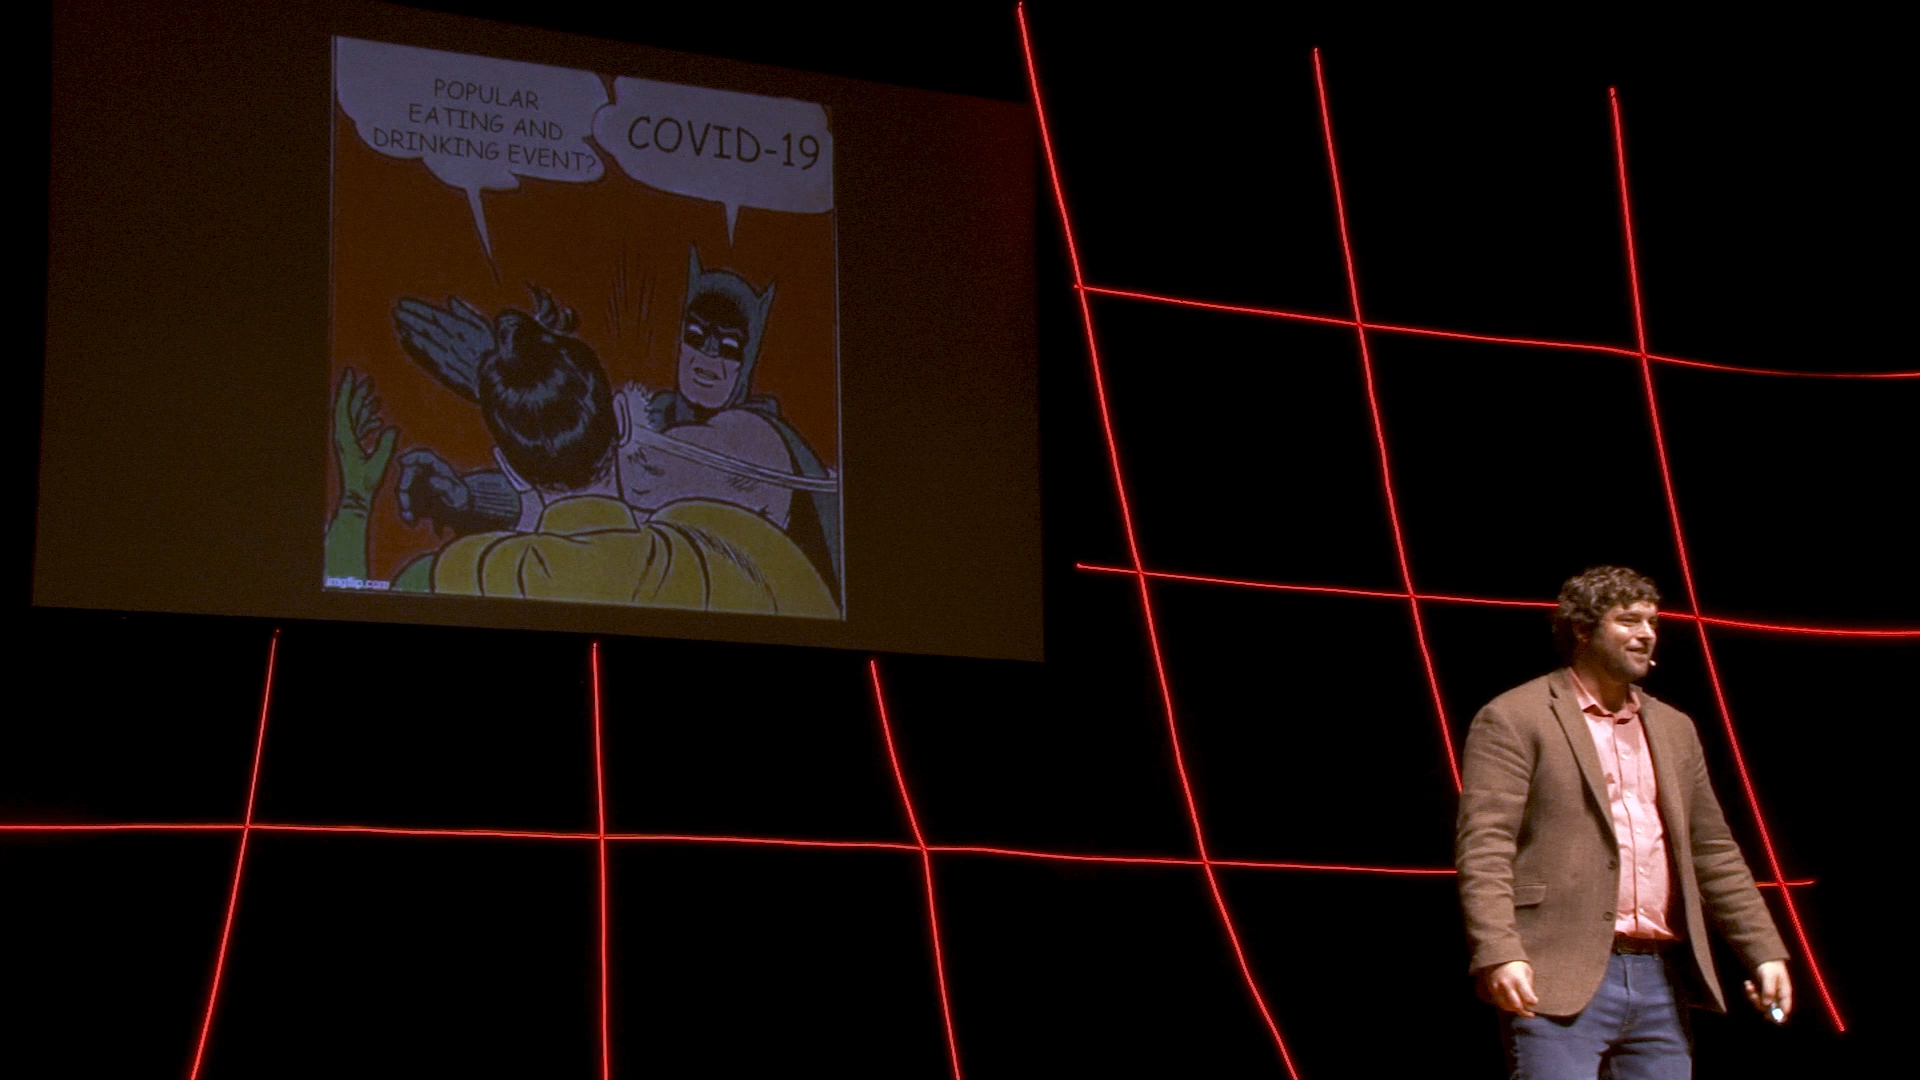 POPULAR
EATING AND
DRINKING EVENT?
COVID-19
imgflip.com